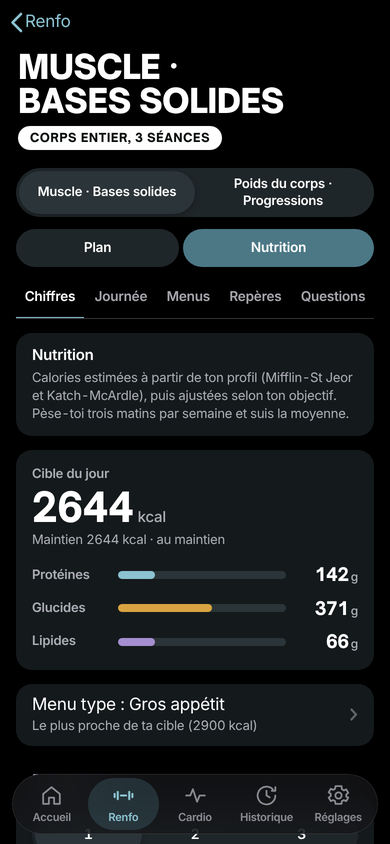 Renfo
MUSCLE ·
BASES SOLIDES
CORPS ENTIER, 3 SÉANCES
Muscle · Bases solides
Poids du corps ·
Progressions
Plan
Nutrition
Chiffres
Journée
Menus
Repères
Questions
Nutrition
Calories estimées à partir de ton profil (Mifflin-St Jeor
et Katch-McArdle), puis ajustées selon ton objectif.
Pèse-toi trois matins par semaine et suis la moyenne.
Cible du jour
2644 kcal
Maintien 2644 kcal · au maintien
Protéines 142 g
Glucides 371 g
Lipides 66 g
Menu type : Gros appétit
Le plus proche de ta cible (2900 kcal)
Accueil
Renfo
Cardio
Historique
Réglages
1
2
3